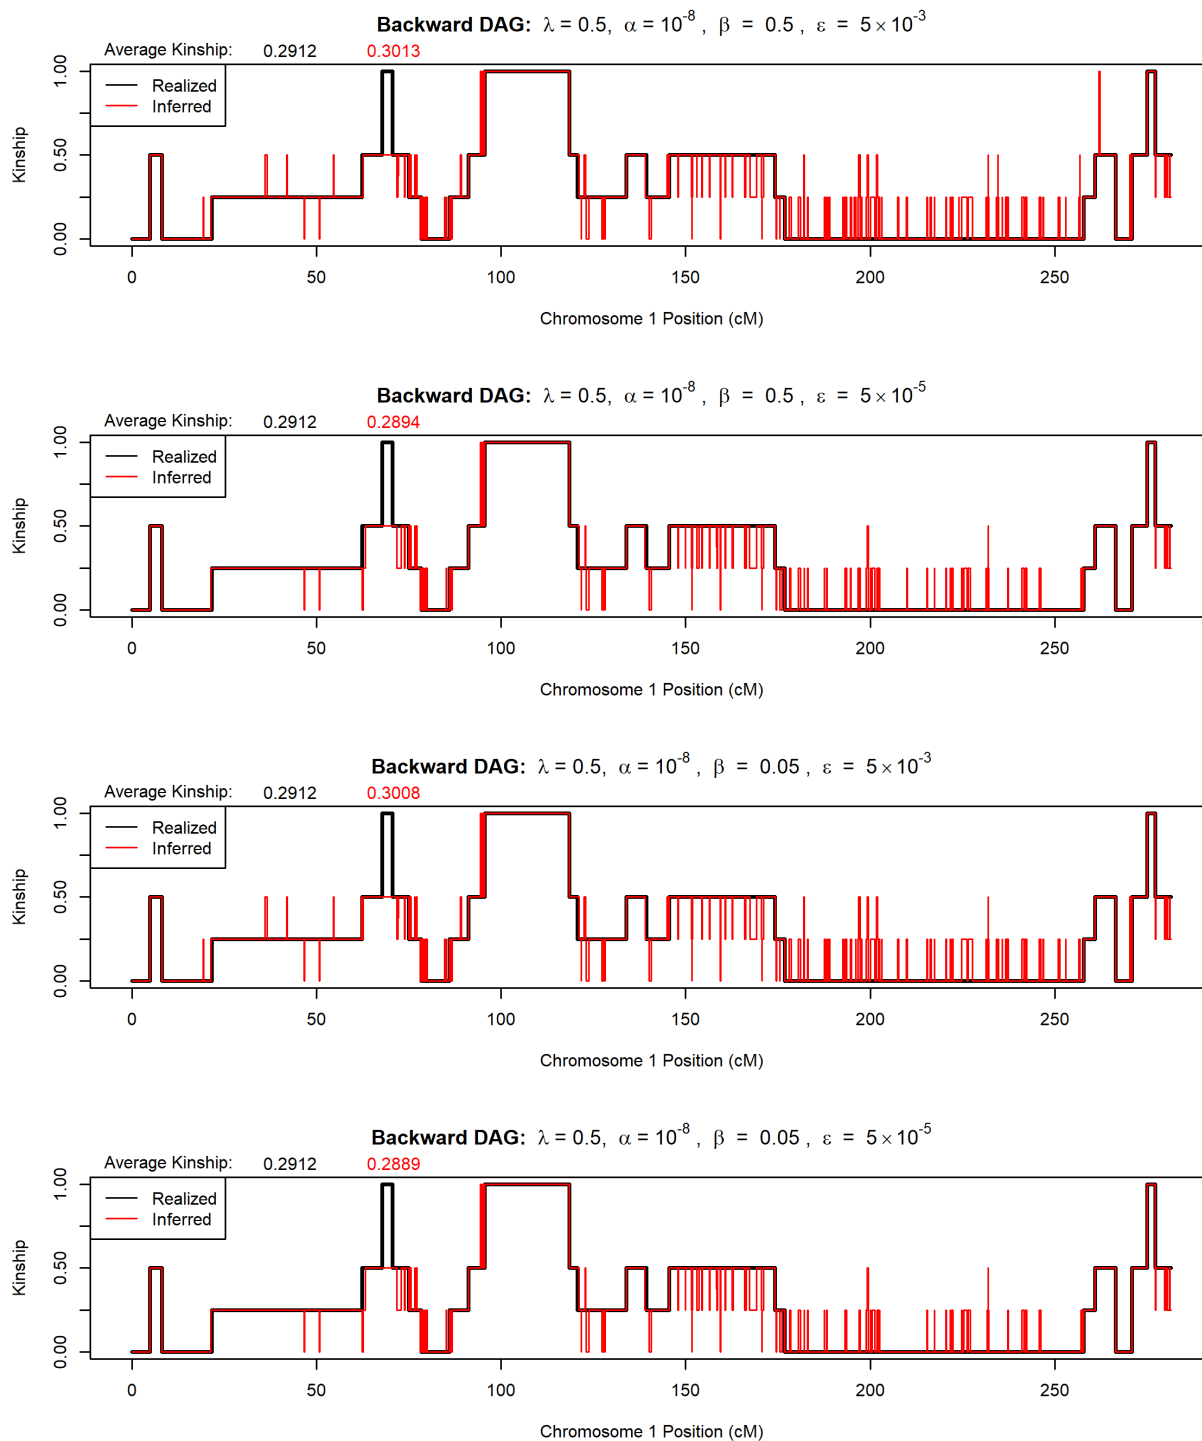 Backward DAG: λ = 0.5, α = 10⁻⁸ , β = 0.5 , ε = 5 × 10⁻³
Average Kinship: 0.2912 0.3013
Realized
Inferred
Kinship
0.00 0.50 1.00
0 50 100 150 200 250
Chromosome 1 Position (cM)
Backward DAG: λ = 0.5, α = 10⁻⁸ , β = 0.5 , ε = 5 × 10⁻⁵
Average Kinship: 0.2912 0.2894
Realized
Inferred
Kinship
0.00 0.50 1.00
0 50 100 150 200 250
Chromosome 1 Position (cM)
Backward DAG: λ = 0.5, α = 10⁻⁸ , β = 0.05 , ε = 5 × 10⁻³
Average Kinship: 0.2912 0.3008
Realized
Inferred
Kinship
0.00 0.50 1.00
0 50 100 150 200 250
Chromosome 1 Position (cM)
Backward DAG: λ = 0.5, α = 10⁻⁸ , β = 0.05 , ε = 5 × 10⁻⁵
Average Kinship: 0.2912 0.2889
Realized
Inferred
Kinship
0.00 0.50 1.00
0 50 100 150 200 250
Chromosome 1 Position (cM)